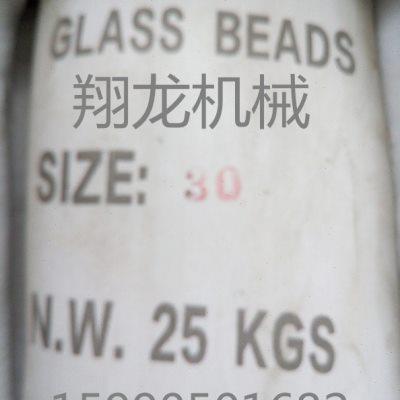 GLASS BEADS
翔龙机械
SIZE: 30
N.W. 25 KGS